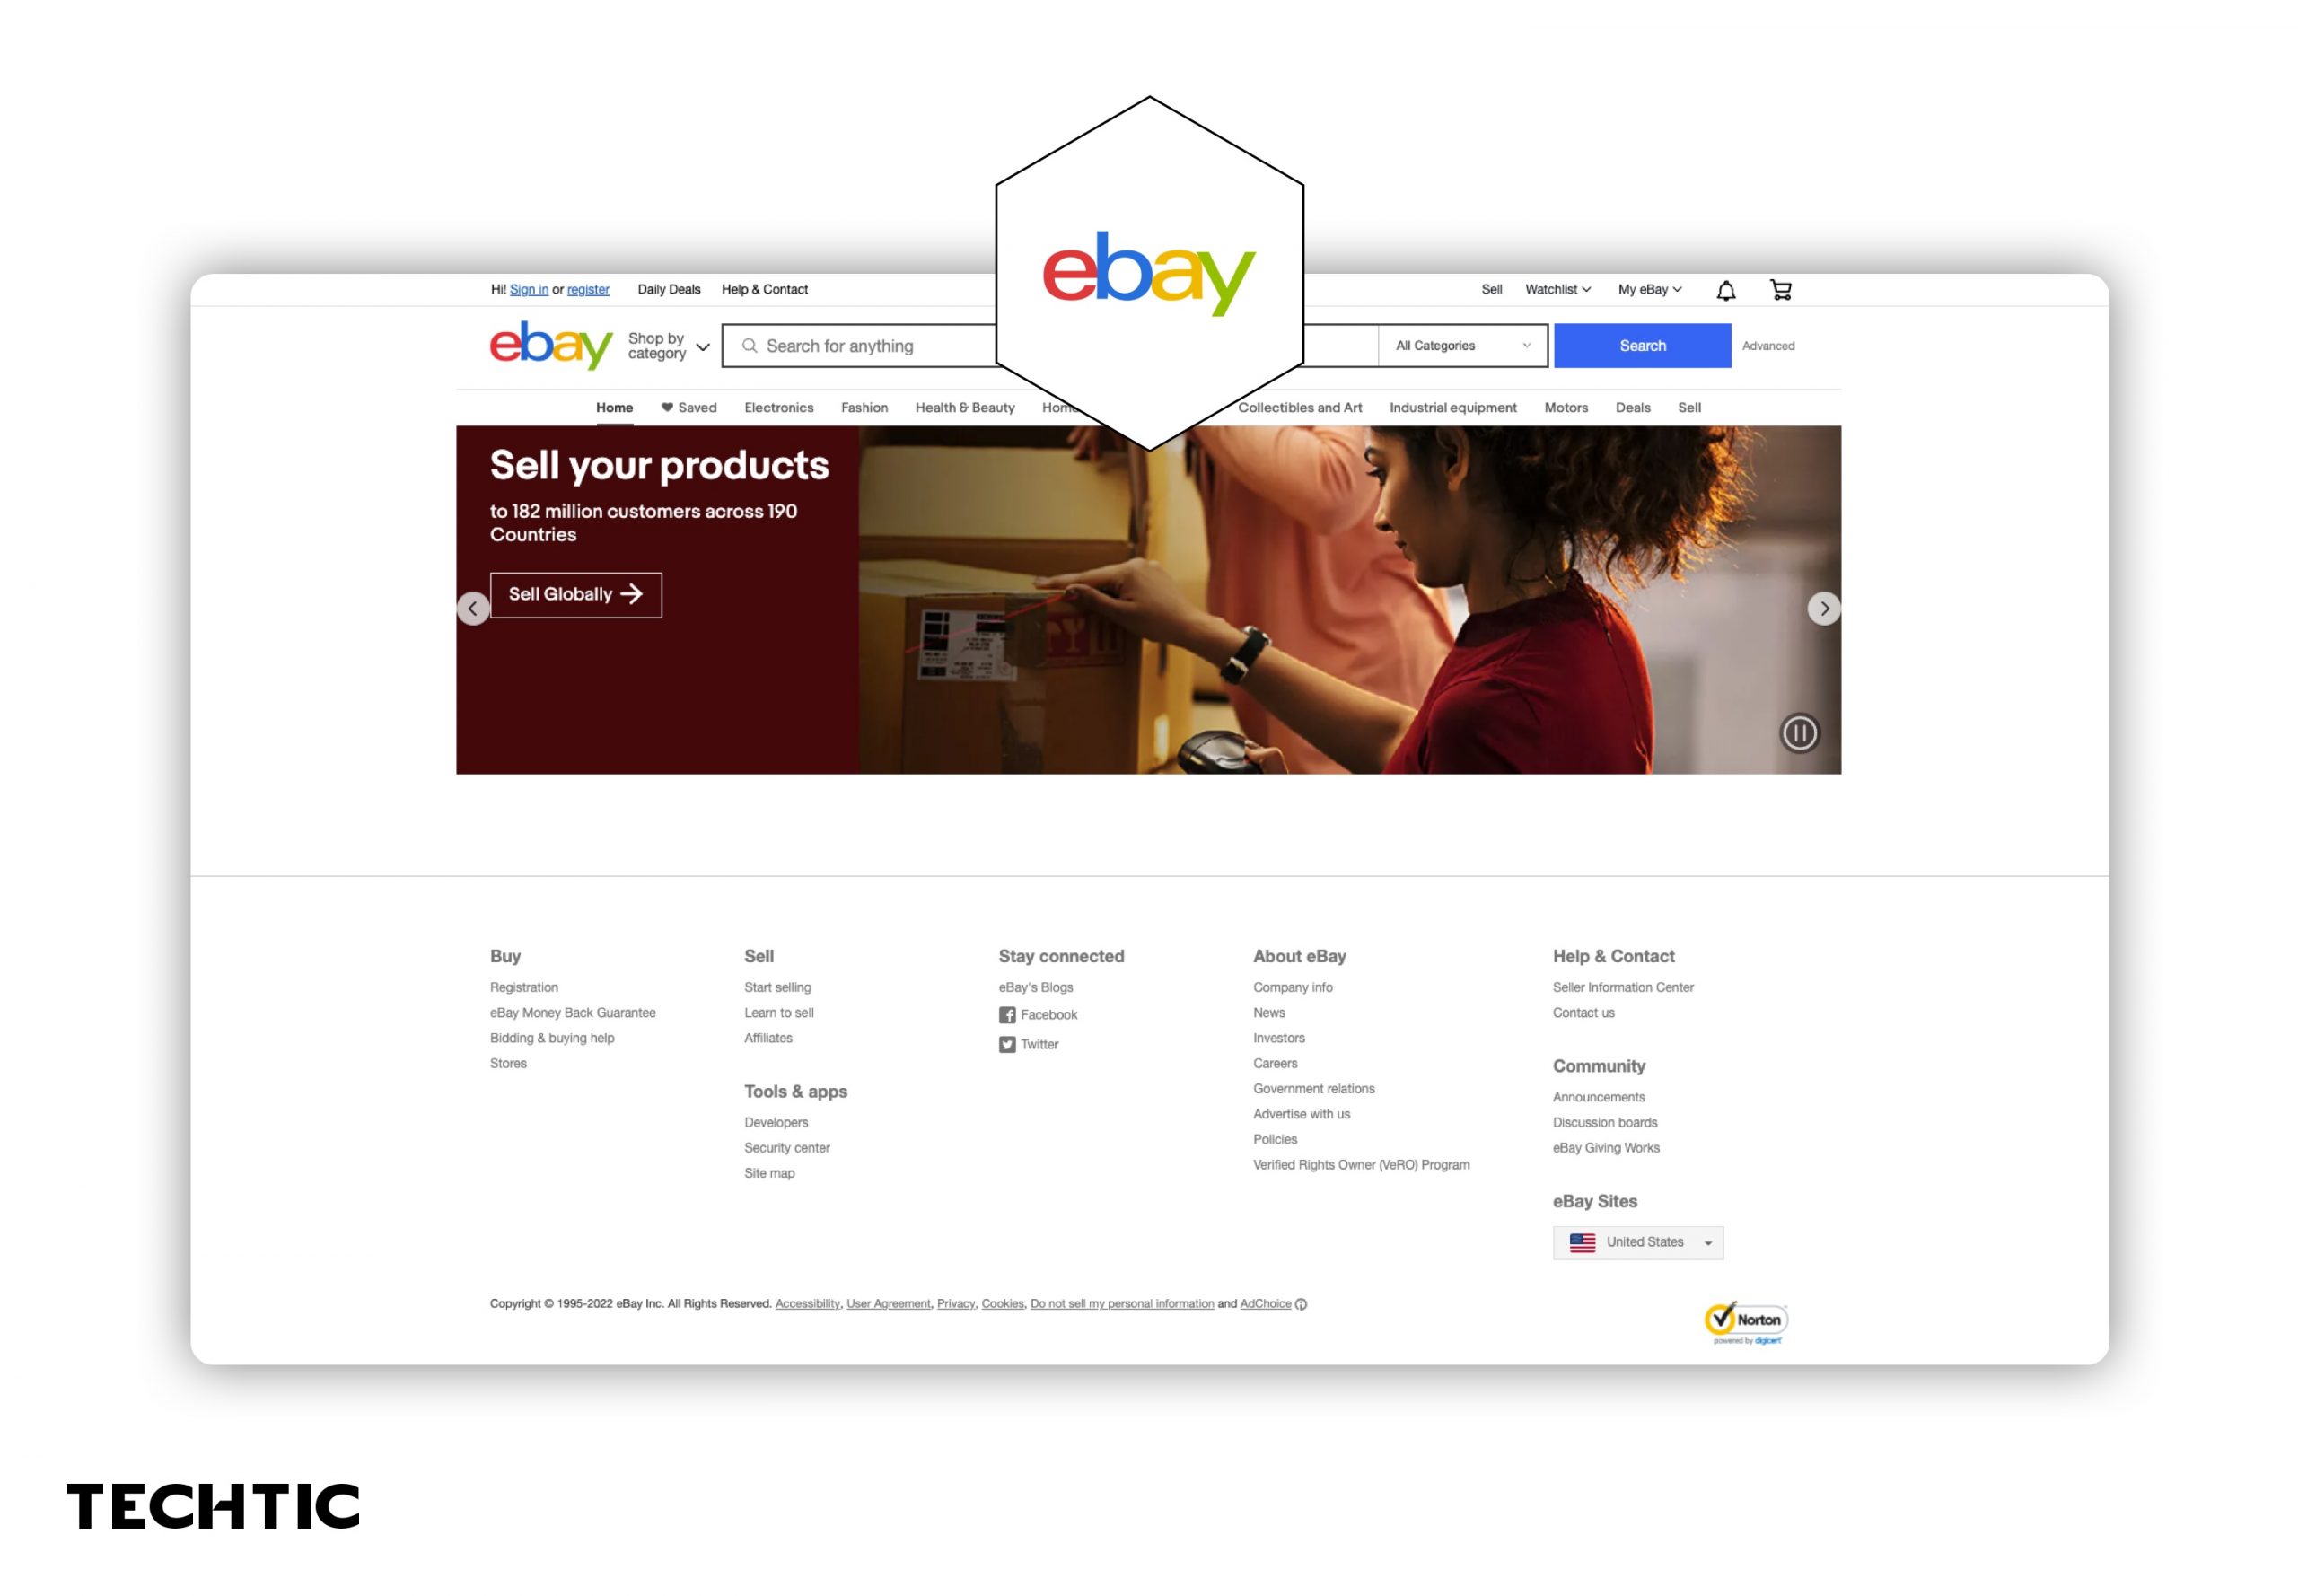 ebay
Hi! Sign in or register Daily Deals Help & Contact Sell Watchlist My eBay
ebay Shop by category Search for anything All Categories Search Advanced
Home Saved Electronics Fashion Health & Beauty Collectibles and Art Industrial equipment Motors Deals Sell
Sell your products
to 182 million customers across 190
Countries
Sell Globally
Buy
Registration
eBay Money Back Guarantee
Bidding & buying help
Stores
Sell
Start selling
Learn to sell
Affiliates
Tools & apps
Developers
Security center
Site map
Stay connected
eBay's Blogs
Facebook
Twitter
About eBay
Company info
News
Investors
Careers
Government relations
Advertise with us
Policies
Verified Rights Owner (VeRO) Program
Help & Contact
Seller Information Center
Contact us
Community
Announcements
Discussion boards
eBay Giving Works
eBay Sites
United States
Copyright © 1995-2022 eBay Inc. All Rights Reserved. Accessibility, User Agreement, Privacy, Cookies, Do not sell my personal information and AdChoice
Norton
powered by digicert
TECHTIC